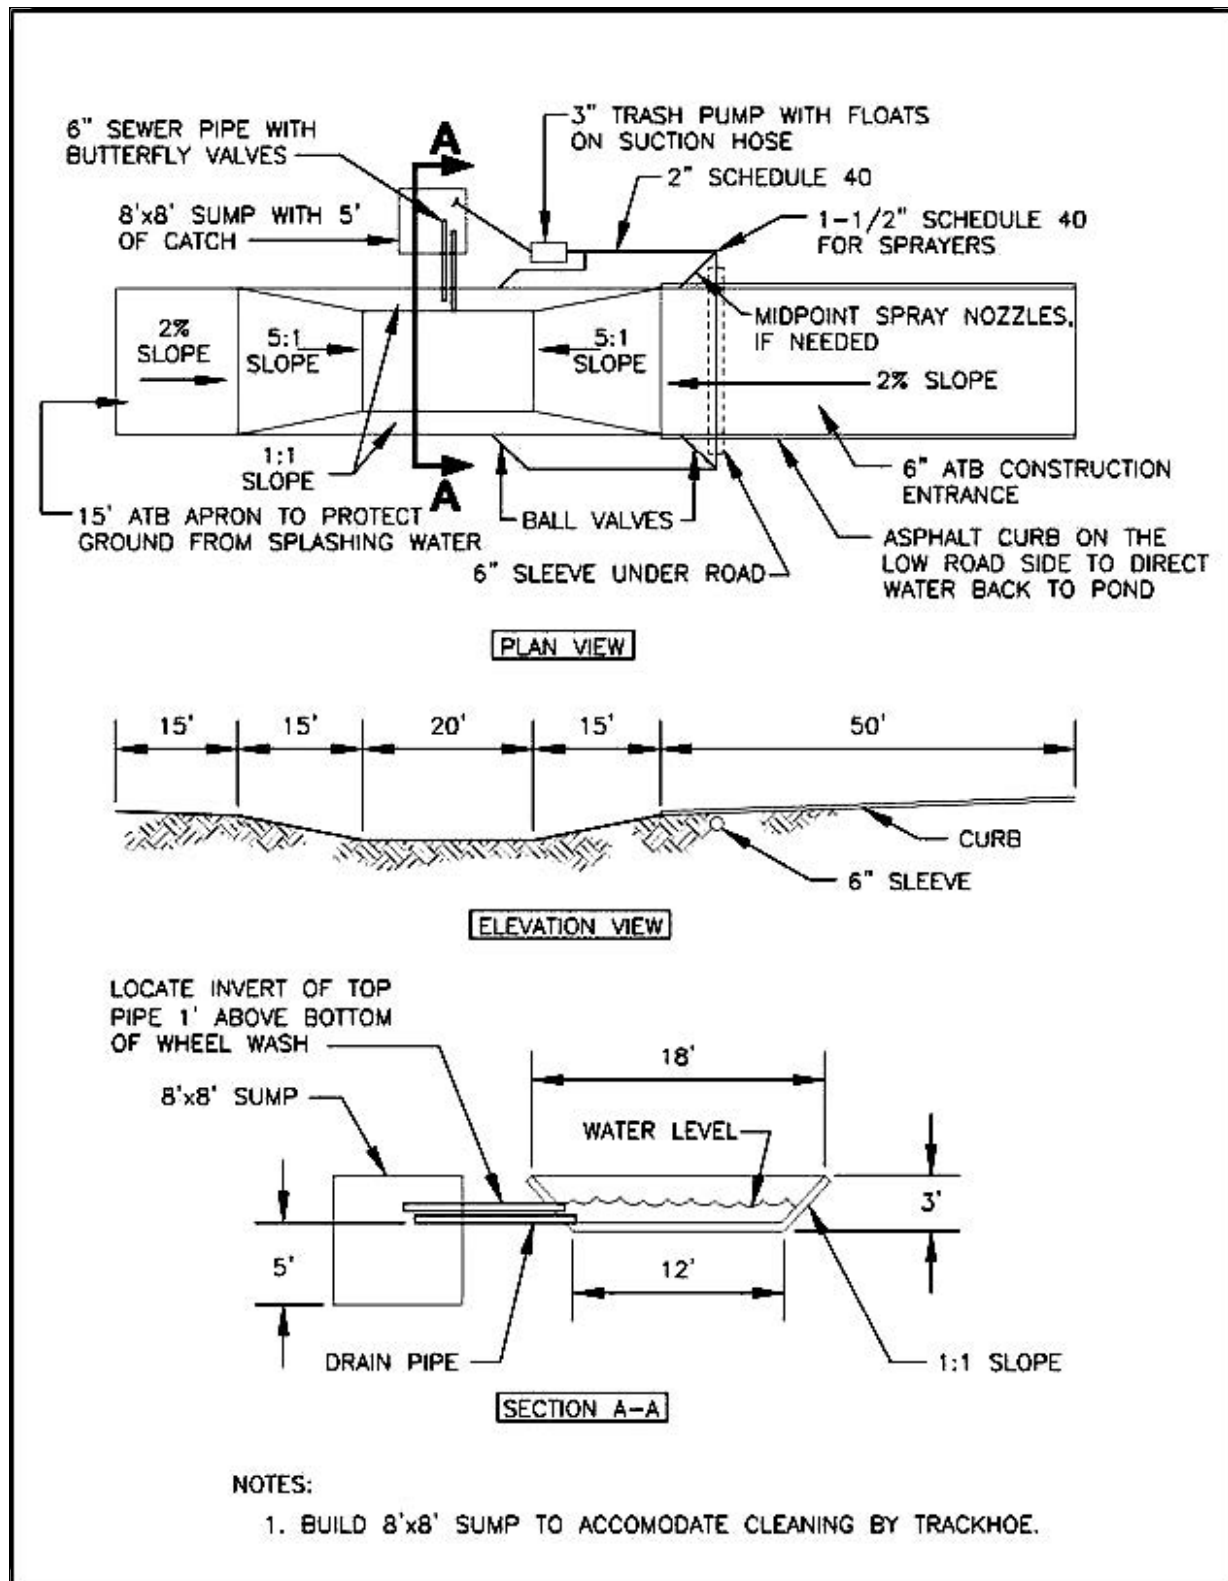 6" SEWER PIPE WITH
BUTTERFLY VALVES
A
3" TRASH PUMP WITH FLOATS
ON SUCTION HOSE
2" SCHEDULE 40
8'x8' SUMP WITH 5'
OF CATCH
1-1/2" SCHEDULE 40
FOR SPRAYERS
2%
SLOPE
5:1
SLOPE
5:1
SLOPE
MIDPOINT SPRAY NOZZLES,
IF NEEDED
2% SLOPE
1:1
SLOPE
A
6" ATB CONSTRUCTION
ENTRANCE
15' ATB APRON TO PROTECT
GROUND FROM SPLASHING WATER
BALL VALVES
6" SLEEVE UNDER ROAD
ASPHALT CURB ON THE
LOW ROAD SIDE TO DIRECT
WATER BACK TO POND
PLAN VIEW
15'
15'
20'
15'
50'
CURB
6" SLEEVE
ELEVATION VIEW
LOCATE INVERT OF TOP
PIPE 1' ABOVE BOTTOM
OF WHEEL WASH
8'x8' SUMP
18'
WATER LEVEL
3'
5'
12'
DRAIN PIPE
1:1 SLOPE
SECTION A-A
NOTES:
1. BUILD 8'x8' SUMP TO ACCOMODATE CLEANING BY TRACKHOE.